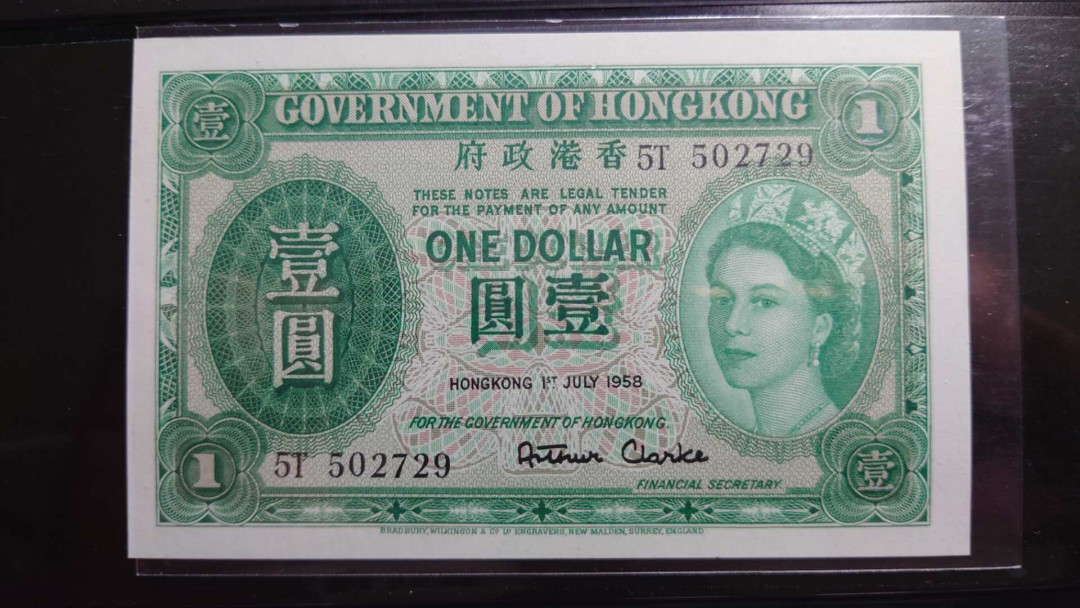 壹
GOVERNMENT OF HONGKONG
1
府政港香
5T 502729
THESE NOTES ARE LEGAL TENDER
FOR THE PAYMENT OF ANY AMOUNT
ONE DOLLAR
壹圓
圓壹
HONGKONG 1ST JULY 1958
FOR THE GOVERNMENT OF HONGKONG.
Arthur Clarke
FINANCIAL SECRETARY.
1
5T 502729
壹
BRADBURY, WILKINSON & Co Ld ENGRAVERS, NEW MALDEN, SURREY, ENGLAND